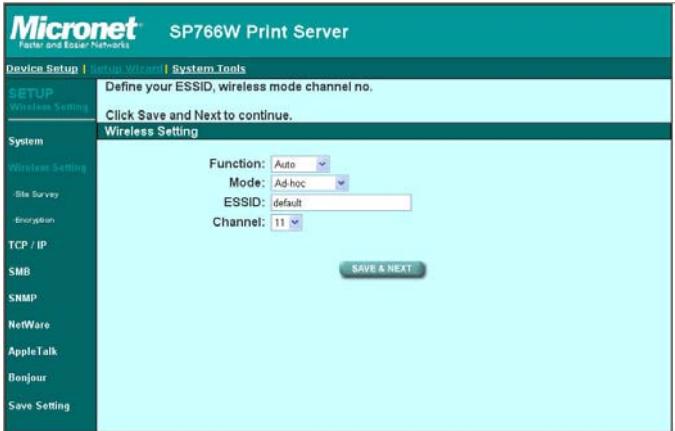 Micronet
Faster and Easier Networks
SP766W Print Server
Device Setup | Setup Wizard | System Tools
SETUP
Wireless Setting
Define your ESSID, wireless mode channel no.
Click Save and Next to continue.
Wireless Setting
System
Wireless Setting
-Site Survey
-Encryption
TCP / IP
SMB
SNMP
NetWare
AppleTalk
Bonjour
Save Setting
Function: Auto
Mode: Ad-hoc
ESSID: default
Channel: 11
SAVE & NEXT